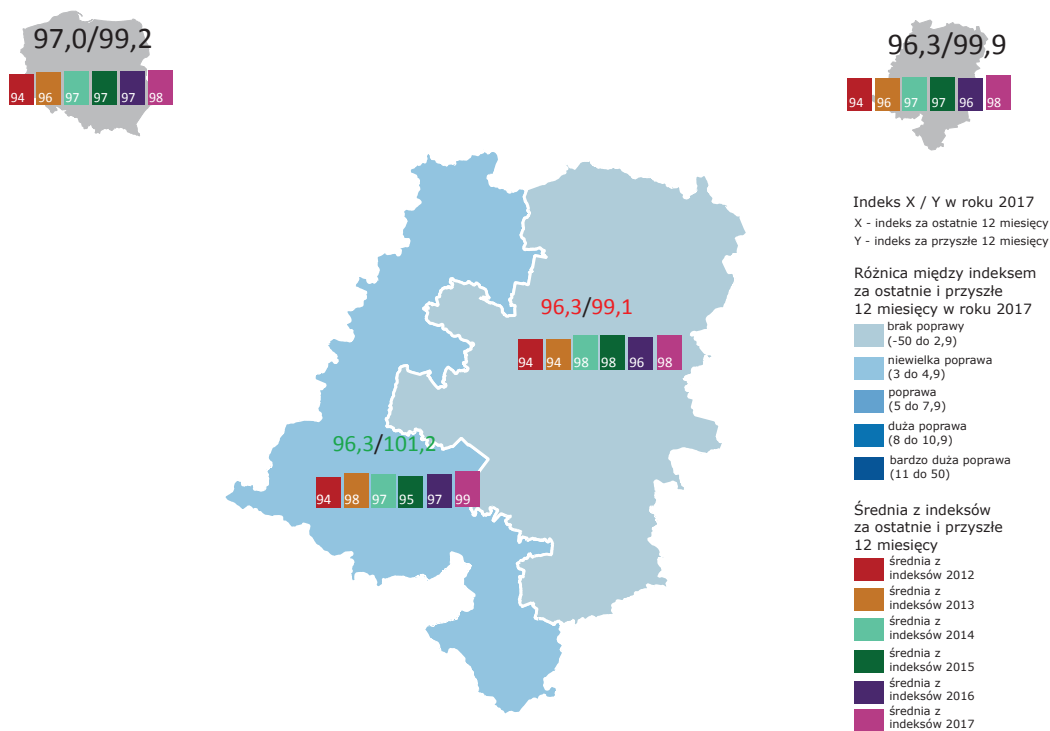 97,0/99,2
94 96 97 97 97 98
96,3/99,9
94 96 97 97 96 98
96,3/99,1
94 94 98 98 96 98
96,3/101,2
94 98 97 95 97 99
Indeks X / Y w roku 2017
X - indeks za ostatnie 12 miesięcy
Y - indeks za przyszłe 12 miesięcy
Różnica między indeksem
za ostatnie i przyszłe
12 miesięcy w roku 2017
brak poprawy
(-50 do 2,9)
niewielka poprawa
(3 do 4,9)
poprawa
(5 do 7,9)
duża poprawa
(8 do 10,9)
bardzo duża poprawa
(11 do 50)
Średnia z indeksów
za ostatnie i przyszłe
12 miesięcy
średnia z
indeksów 2012
średnia z
indeksów 2013
średnia z
indeksów 2014
średnia z
indeksów 2015
średnia z
indeksów 2016
średnia z
indeksów 2017